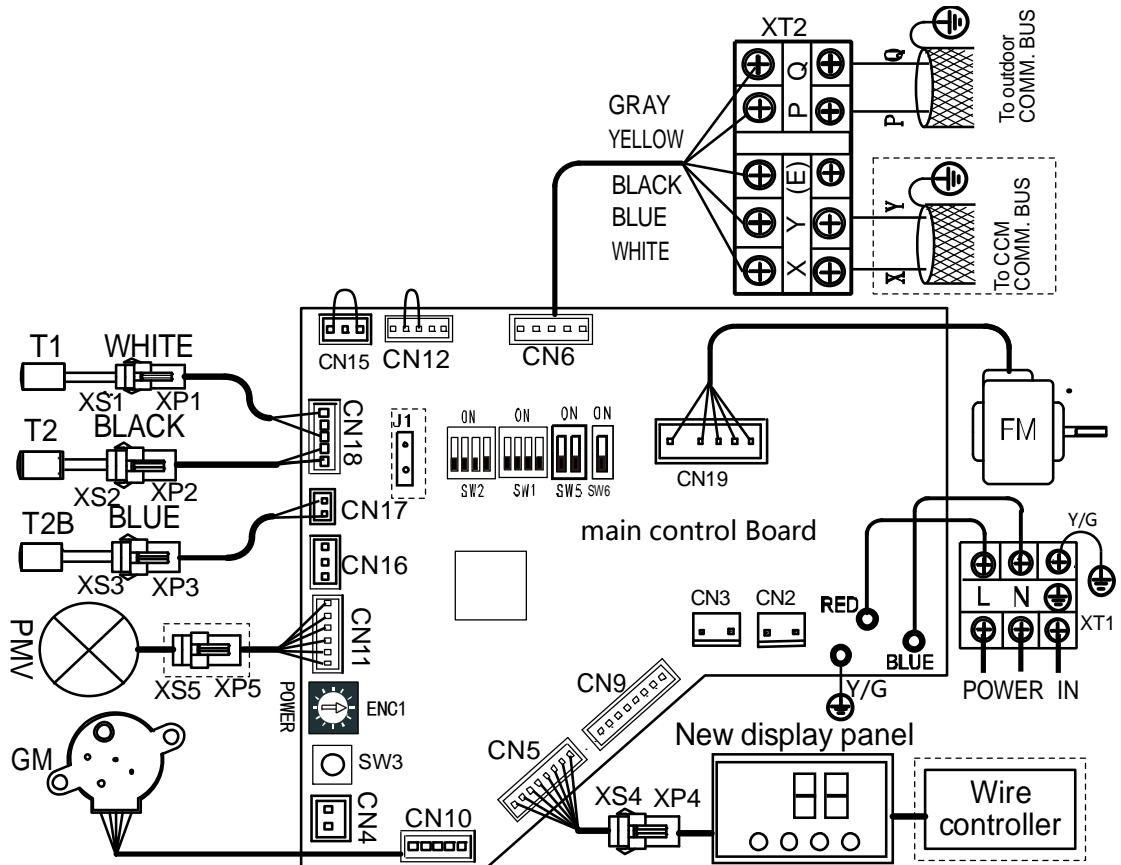 XT2
GRAY
YELLOW
BLACK
BLUE
WHITE
Q
P
(E)
Y
X
Q
P
To outdoor
COMM. BUS
Y
X
To CCM
COMM. BUS
T1
WHITE
XS1
XP1
T2
BLACK
XS2
XP2
T2B
BLUE
XS3
XP3
PMV
XS5
XP5
GM
CN15
CN12
CN6
CN18
J1
ON
ON
ON
ON
SW2
SW1
SW5
SW6
CN19
FM
CN17
CN16
CN11
main control Board
CN3
CN2
RED
BLUE
Y/G
Y/G
L
N
XT1
POWER IN
POWER
ENC1
SW3
CN4
CN10
CN9
CN5
XS4
XP4
New display panel
Wire
controller